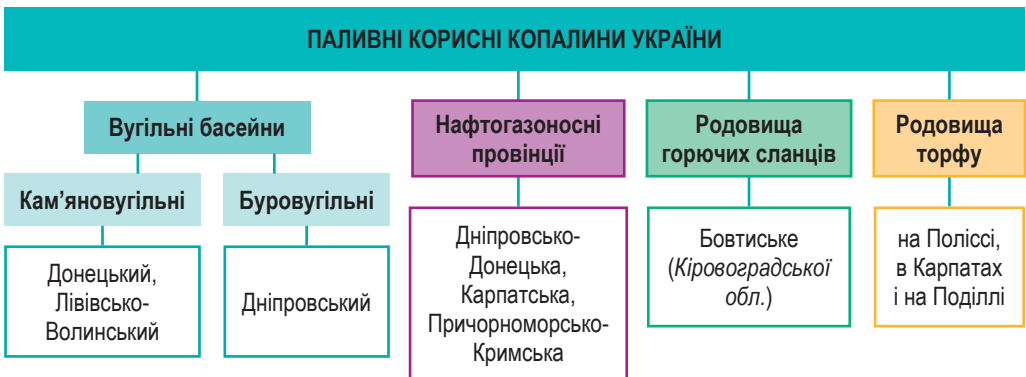 ПАЛИВНІ КОРИСНІ КОПАЛИНИ УКРАЇНИ
Вугільні басейни
Кам’яновугільні
Донецький,
Лівівсько-
Волинський
Буровугільні
Дніпровський
Нафтогазоносні
провінції
Дніпровсько-
Донецька,
Карпатська,
Причорноморсько-
Кримська
Родовища
горючих сланців
Бовтиське
(Кіровоградської
обл.)
Родовища
торфу
на Поліссі,
в Карпатах
і на Поділлі